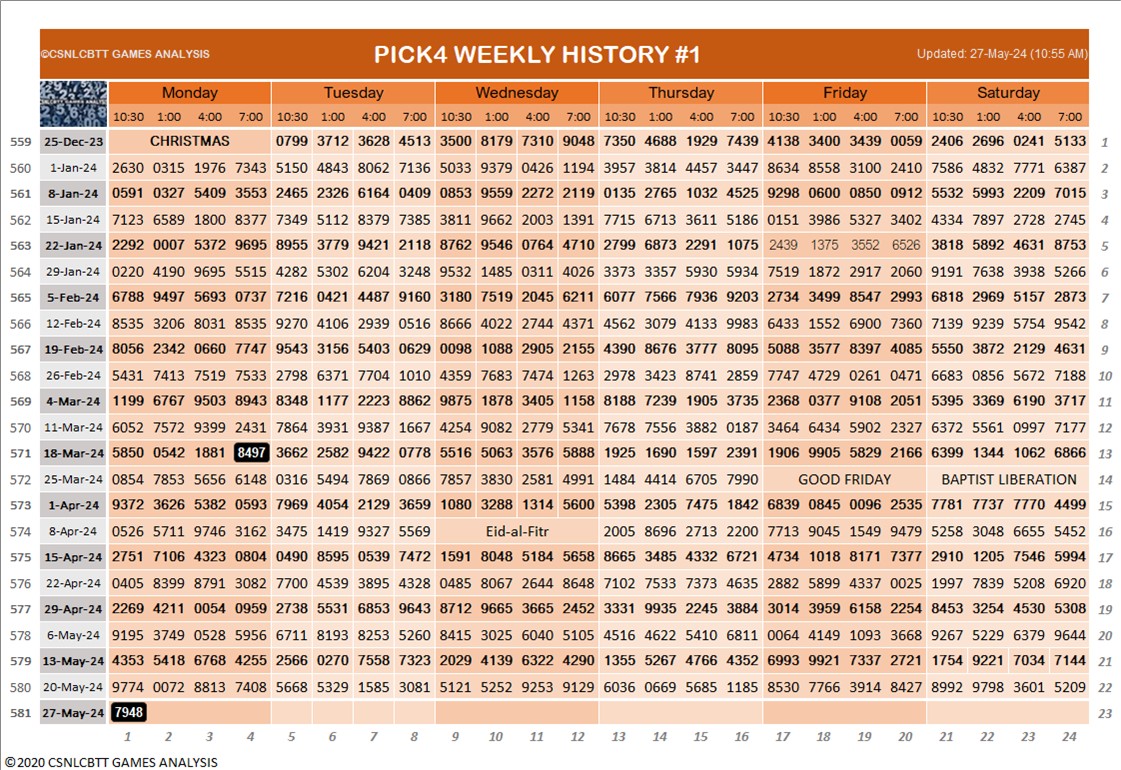 ©CSNLCBTT GAMES ANALYSIS PICK4 WEEKLY HISTORY #1 Updated: 27-May-24 (10:55 AM)
Monday Tuesday Wednesday Thursday Friday Saturday
10:30 1:00 4:00 7:00 10:30 1:00 4:00 7:00 10:30 1:00 4:00 7:00 10:30 1:00 4:00 7:00 10:30 1:00 4:00 7:00 10:30 1:00 4:00 7:00
559 25-Dec-23 CHRISTMAS 0799 3712 3628 4513 3500 8179 7310 9048 7350 4688 1929 7439 4138 3400 3439 0059 2406 2696 0241 5133 1
560 1-Jan-24 2630 0315 1976 7343 5150 4843 8062 7136 5033 9379 0426 1194 3957 3814 4457 3447 8634 8558 3100 2410 7586 4832 7771 6387 2
561 8-Jan-24 0591 0327 5409 3553 2465 2326 6164 0409 0853 9559 2272 2119 0135 2765 1032 4525 9298 0600 0850 0912 5532 5993 2209 7015 3
562 15-Jan-24 7123 6589 1800 8377 7349 5112 8379 7385 3811 9662 2003 1391 7715 6713 3611 5186 0151 3986 5327 3402 4334 7897 2728 2745 4
563 22-Jan-24 2292 0007 5372 9695 8955 3779 9421 2118 8762 9546 0764 4710 2799 6873 2291 1075 2439 1375 3552 6526 3818 5892 4631 8753 5
564 29-Jan-24 0220 4190 9695 5515 4282 5302 6204 3248 9532 1485 0311 4026 3373 3357 5930 5934 7519 1872 2917 2060 9191 7638 3938 5266 6
565 5-Feb-24 6788 9497 5693 0737 7216 0421 4487 9160 3180 7519 2045 6211 6077 7566 7936 9203 2734 3499 8547 2993 6818 2969 5157 2873 7
566 12-Feb-24 8535 3206 8031 8535 9270 4106 2939 0516 8666 4022 2744 4371 4562 3079 4133 9983 6433 1552 6900 7360 7139 9239 5754 9542 8
567 19-Feb-24 8056 2342 0660 7747 9543 3156 5403 0629 0098 1088 2905 2155 4390 8676 3777 8095 5088 3577 8397 4085 5550 3872 2129 4631 9
568 26-Feb-24 5431 7413 7519 7533 2798 6371 7704 1010 4359 7683 7474 1263 2978 3423 8741 2859 7747 4729 0261 0471 6683 0856 5672 7188 10
569 4-Mar-24 1199 6767 9503 8943 8348 1177 2223 8862 9875 1878 3405 1158 8188 7239 1905 3735 2368 0377 9108 2051 5395 3369 6190 3717 11
570 11-Mar-24 6052 7572 9399 2431 7864 3931 9387 1667 4254 9082 2779 5341 7678 7556 3882 0187 3464 6434 5902 2327 6372 5561 0997 7177 12
571 18-Mar-24 5850 0542 1881 8497 3662 2582 9422 0778 5516 5063 3576 5888 1925 1690 1597 2391 1906 9905 5829 2166 6399 1344 1062 6866 13
572 25-Mar-24 0854 7853 5656 6148 0316 5494 7869 0866 7857 3830 2581 4991 1484 4414 6705 7990 GOOD FRIDAY BAPTIST LIBERATION 14
573 1-Apr-24 9372 3626 5382 0593 7969 4054 2129 3659 1080 3288 1314 5600 5398 2305 7475 1842 6839 0845 0096 2535 7781 7737 7770 4499 15
574 8-Apr-24 0526 5711 9746 3162 3475 1419 9327 5569 Eid-al-Fitr 2005 8696 2713 2200 7713 9045 1549 9479 5258 3048 6655 5452 16
575 15-Apr-24 2751 7106 4323 0804 0490 8595 0539 7472 1591 8048 5184 5658 8665 3485 4332 6721 4734 1018 8171 7377 2910 1205 7546 5994 17
576 22-Apr-24 0405 8399 8791 3082 7700 4539 3895 4328 0485 8067 2644 8648 7102 7533 7373 4635 2882 5899 4337 0025 1997 7839 5208 6920 18
577 29-Apr-24 2269 4211 0054 0959 2738 5531 6853 9643 8712 9665 3665 2452 3331 9935 2245 3884 3014 3959 6158 2254 8453 3254 4530 5308 19
578 6-May-24 9195 3749 0528 5956 6711 8193 8253 5260 8415 3025 6040 5105 4516 4622 5410 6811 0064 4149 1093 3668 9267 5229 6379 9644 20
579 13-May-24 4353 5418 6768 4255 2566 0270 7558 7323 2029 4139 6322 4290 1355 5267 4766 4352 6993 9921 7337 2721 1754 9221 7034 7144 21
580 20-May-24 9774 0072 8813 7408 5668 5329 1585 3081 5121 5252 9253 9129 6036 0669 5685 1185 8530 7766 3914 8427 8992 9798 3601 5209 22
581 27-May-24 7948 23
1 2 3 4 5 6 7 8 9 10 11 12 13 14 15 16 17 18 19 20 21 22 23 24
©2020 CSNLCBTT GAMES ANALYSIS